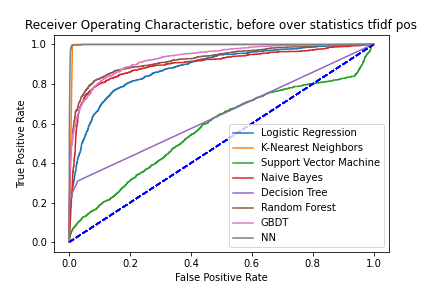 Receiver Operating Characteristic, before over statistics tfidf pos
1.0
0.8
0.6
0.4
0.2
0.0
True Positive Rate
Logistic Regression
K-Nearest Neighbors
Support Vector Machine
Naive Bayes
Decision Tree
Random Forest
GBDT
NN
0.0 0.2 0.4 0.6 0.8 1.0
False Positive Rate